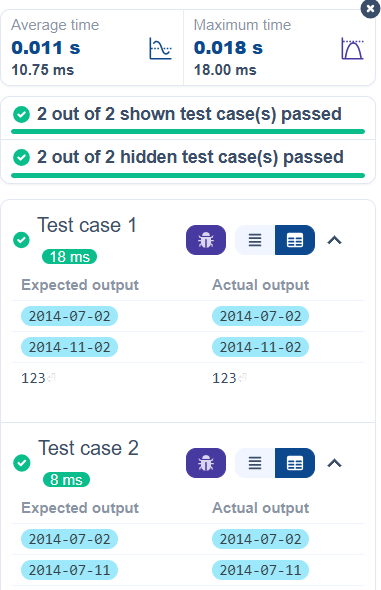 Average time
Maximum time
0.011 s
0.018 s
10.75 ms
18.00 ms
2 out of 2 shown test case(s) passed
2 out of 2 hidden test case(s) passed
Test case 1
18 ms
Expected output
Actual output
2014-07-02
2014-07-02
2014-11-02
2014-11-02
123
123
Test case 2
8 ms
Expected output
Actual output
2014-07-02
2014-07-02
2014-07-11
2014-07-11